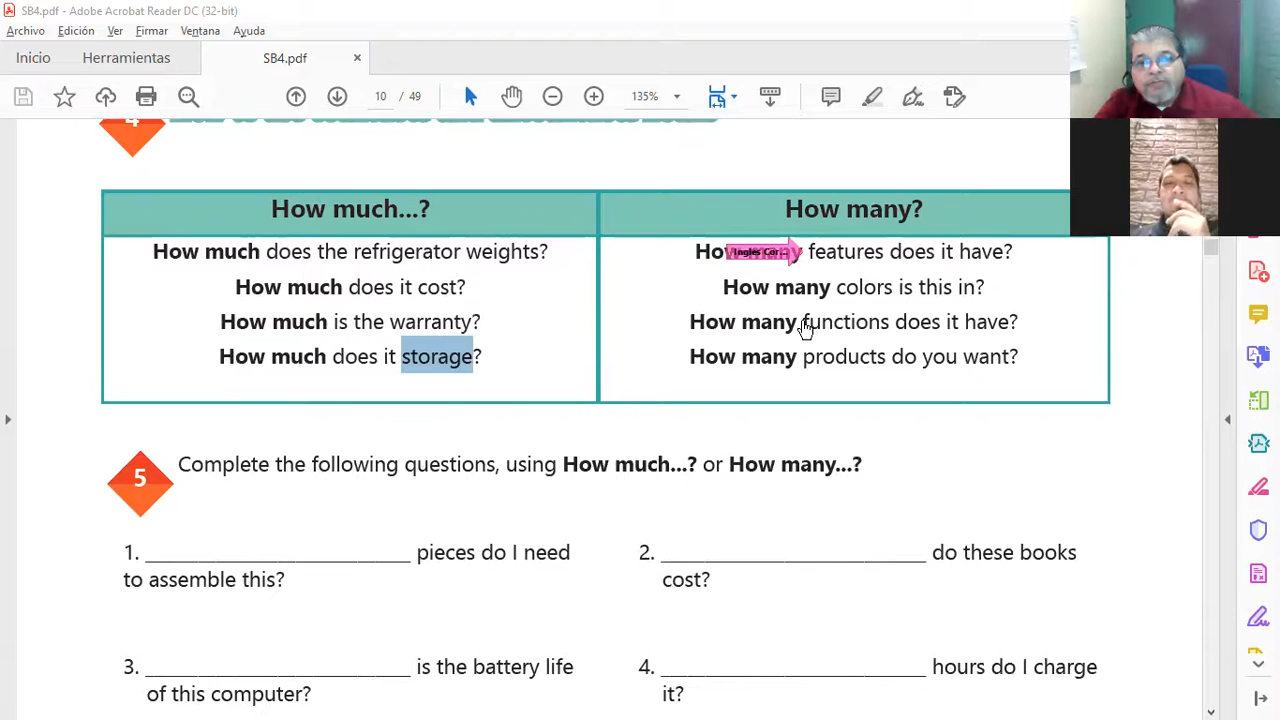 SB4.pdf - Adobe Acrobat Reader DC (32-bit)
Archivo Edición Ver Firmar Ventana Ayuda
Inicio Herramientas SB4.pdf ×
10 / 49 135%
4
How much...? How many?
How much does the refrigerator weights?
How much does it cost?
How much is the warranty?
How much does it storage?
How many features does it have?
Inglés Cor...
How many colors is this in?
How many functions does it have?
How many products do you want?
5 Complete the following questions, using How much...? or How many...?
1. ________________________ pieces do I need
to assemble this?
2. ________________________ do these books
cost?
3. ________________________ is the battery life
of this computer?
4. ________________________ hours do I charge
it?